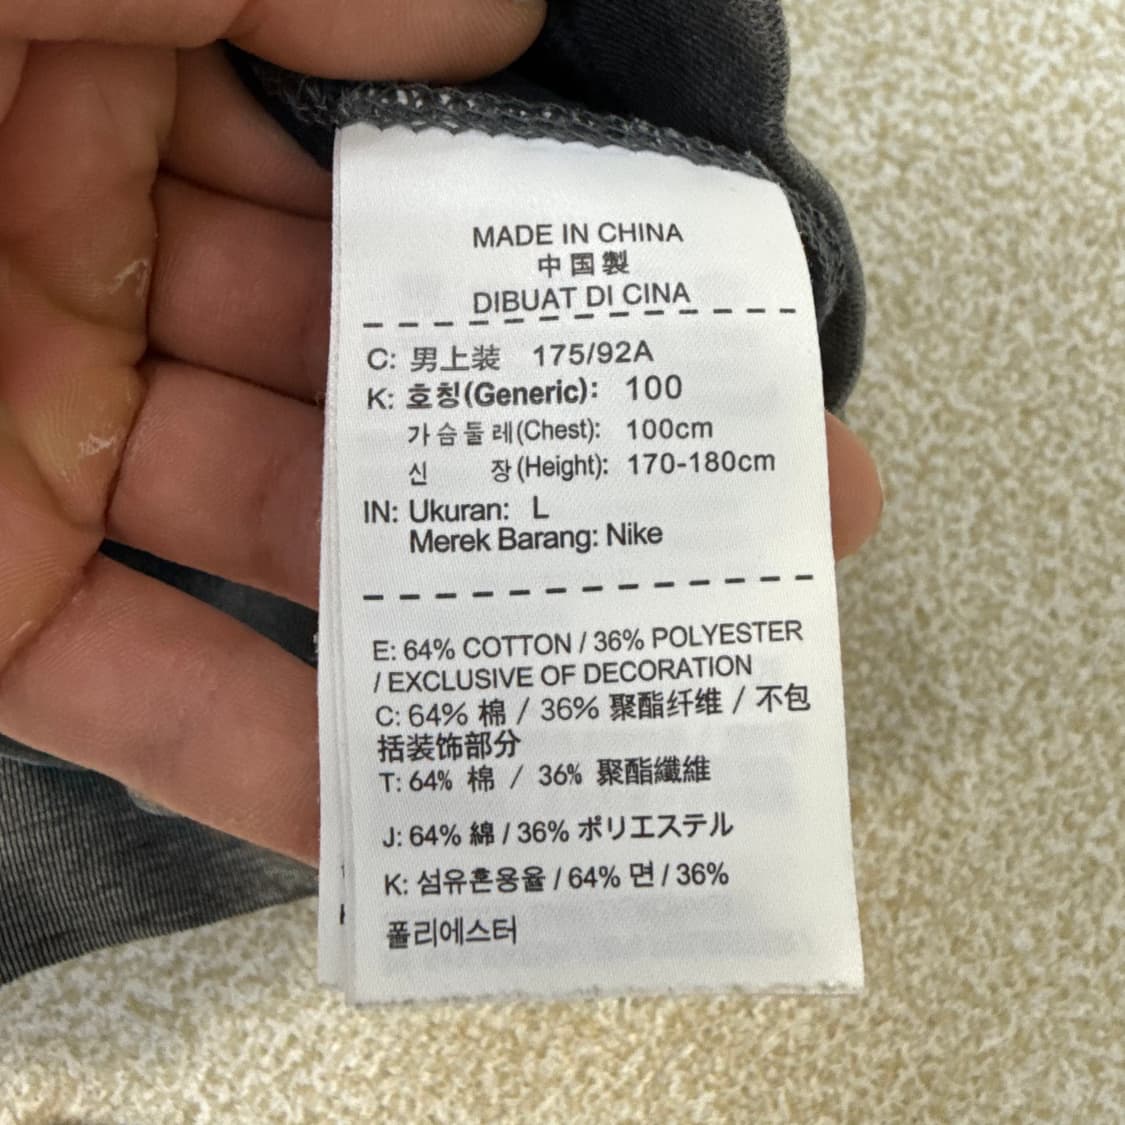 MADE IN CHINA
中国製
DIBUAT DI CINA
C: 男上装 175/92A
K: 호칭(Generic): 100
가슴둘레(Chest): 100cm
신 장(Height): 170-180cm
IN: Ukuran: L
Merek Barang: Nike
E: 64% COTTON / 36% POLYESTER
/ EXCLUSIVE OF DECORATION
C: 64% 棉 / 36% 聚酯纤维 / 不包
括装饰部分
T: 64% 棉 / 36% 聚酯纖維
J: 64% 綿 / 36% ポリエステル
K: 섬유혼용율 / 64% 면 / 36%
폴리에스터